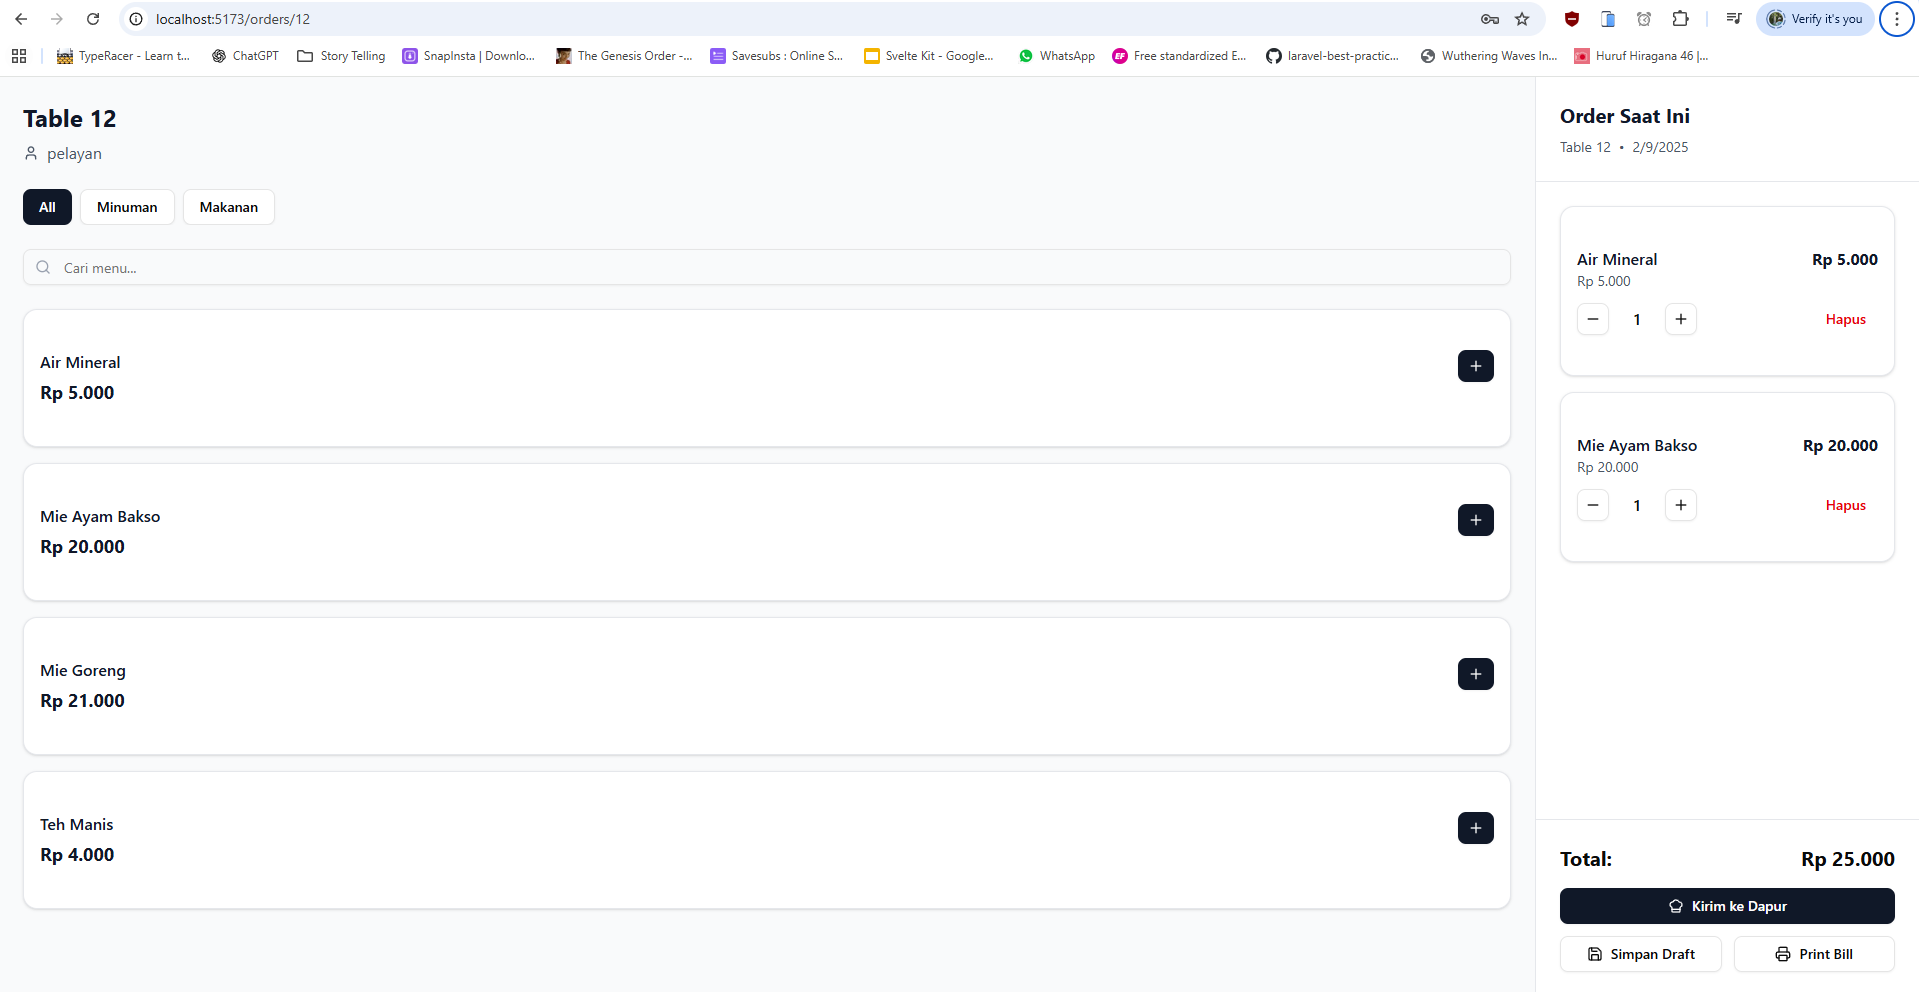 localhost:5173/orders/12
Verify it's you
TypeRacer - Learn t...
ChatGPT
Story Telling
SnapInsta | Downlo...
The Genesis Order -...
Savesubs : Online S...
Svelte Kit - Google...
WhatsApp
EF
Free standardized E...
laravel-best-practic...
Wuthering Waves In...
Huruf Hiragana 46 |...
Table 12
pelayan
All
Minuman
Makanan
Cari menu...
Air Mineral
Rp 5.000
Mie Ayam Bakso
Rp 20.000
Mie Goreng
Rp 21.000
Teh Manis
Rp 4.000
Order Saat Ini
Table 12 • 2/9/2025
Air Mineral Rp 5.000
Rp 5.000
1 Hapus
Mie Ayam Bakso Rp 20.000
Rp 20.000
1 Hapus
Total: Rp 25.000
Kirim ke Dapur
Simpan Draft
Print Bill